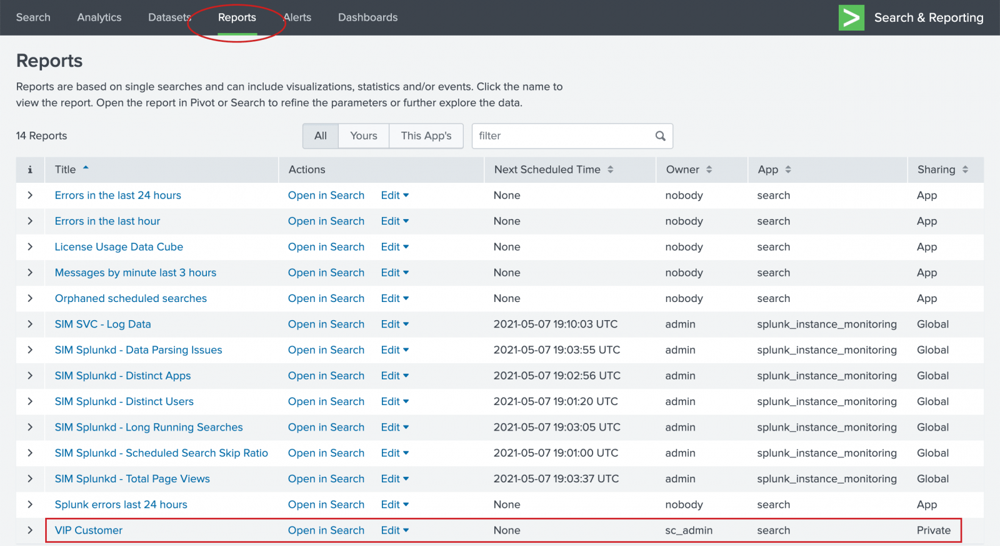 Search Analytics Datasets Reports Alerts Dashboards Search & Reporting
Reports
Reports are based on single searches and can include visualizations, statistics and/or events. Click the name to
view the report. Open the report in Pivot or Search to refine the parameters or further explore the data.
14 Reports All Yours This App's filter
i Title Actions Next Scheduled Time Owner App Sharing
Errors in the last 24 hours Open in Search Edit None nobody search App
Errors in the last hour Open in Search Edit None nobody search App
License Usage Data Cube Open in Search Edit None nobody search App
Messages by minute last 3 hours Open in Search Edit None nobody search App
Orphaned scheduled searches Open in Search Edit None nobody search App
SIM SVC - Log Data Open in Search Edit 2021-05-07 19:10:03 UTC admin splunk_instance_monitoring Global
SIM Splunkd - Data Parsing Issues Open in Search Edit 2021-05-07 19:03:55 UTC admin splunk_instance_monitoring Global
SIM Splunkd - Distinct Apps Open in Search Edit 2021-05-07 19:02:56 UTC admin splunk_instance_monitoring Global
SIM Splunkd - Distinct Users Open in Search Edit 2021-05-07 19:01:20 UTC admin splunk_instance_monitoring Global
SIM Splunkd - Long Running Searches Open in Search Edit 2021-05-07 19:03:05 UTC admin splunk_instance_monitoring Global
SIM Splunkd - Scheduled Search Skip Ratio Open in Search Edit 2021-05-07 19:01:00 UTC admin splunk_instance_monitoring Global
SIM Splunkd - Total Page Views Open in Search Edit 2021-05-07 19:03:37 UTC admin splunk_instance_monitoring Global
Splunk errors last 24 hours Open in Search Edit None nobody search App
VIP Customer Open in Search Edit None sc_admin search Private